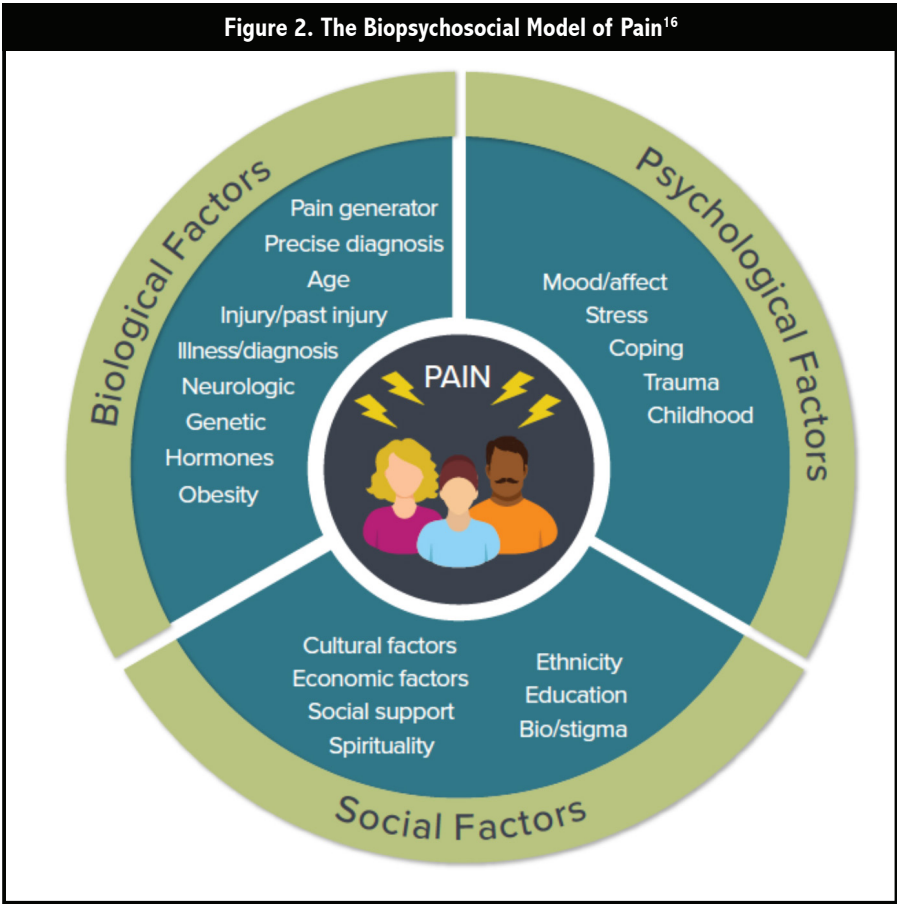 Figure 2. The Biopsychosocial Model of Pain16
Biological Factors
Pain generator
Precise diagnosis
Age
Injury/past injury
Illness/diagnosis
Neurologic
Genetic
Hormones
Obesity
Psychological Factors
Mood/affect
Stress
Coping
Trauma
Childhood
PAIN
Cultural factors
Economic factors
Social support
Spirituality
Ethnicity
Education
Bio/stigma
Social Factors